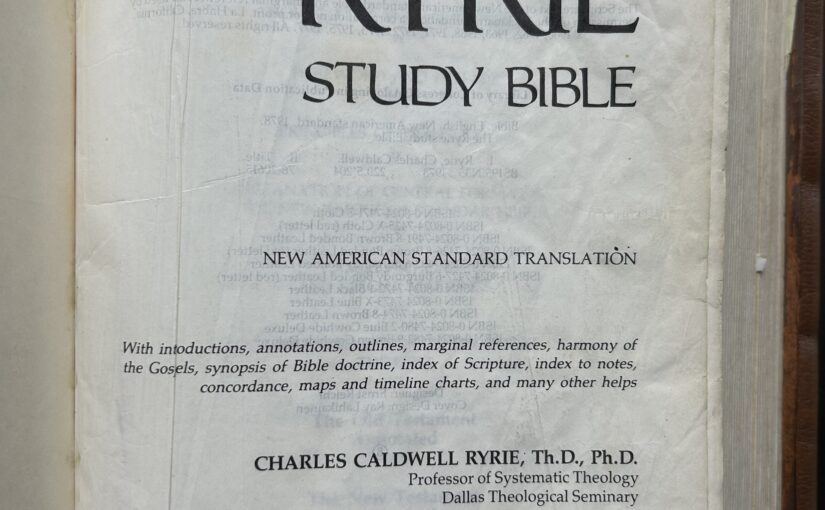 RYRIE
STUDY BIBLE
NEW AMERICAN STANDARD TRANSLATION
With intoductions, annotations, outlines, marginal references, harmony of
the Gosels, synopsis of Bible doctrine, index of Scripture, index to notes,
concordance, maps and timeline charts, and many other helps
CHARLES CALDWELL RYRIE, Th.D., Ph.D.
Professor of Systematic Theology
Dallas Theological Seminary